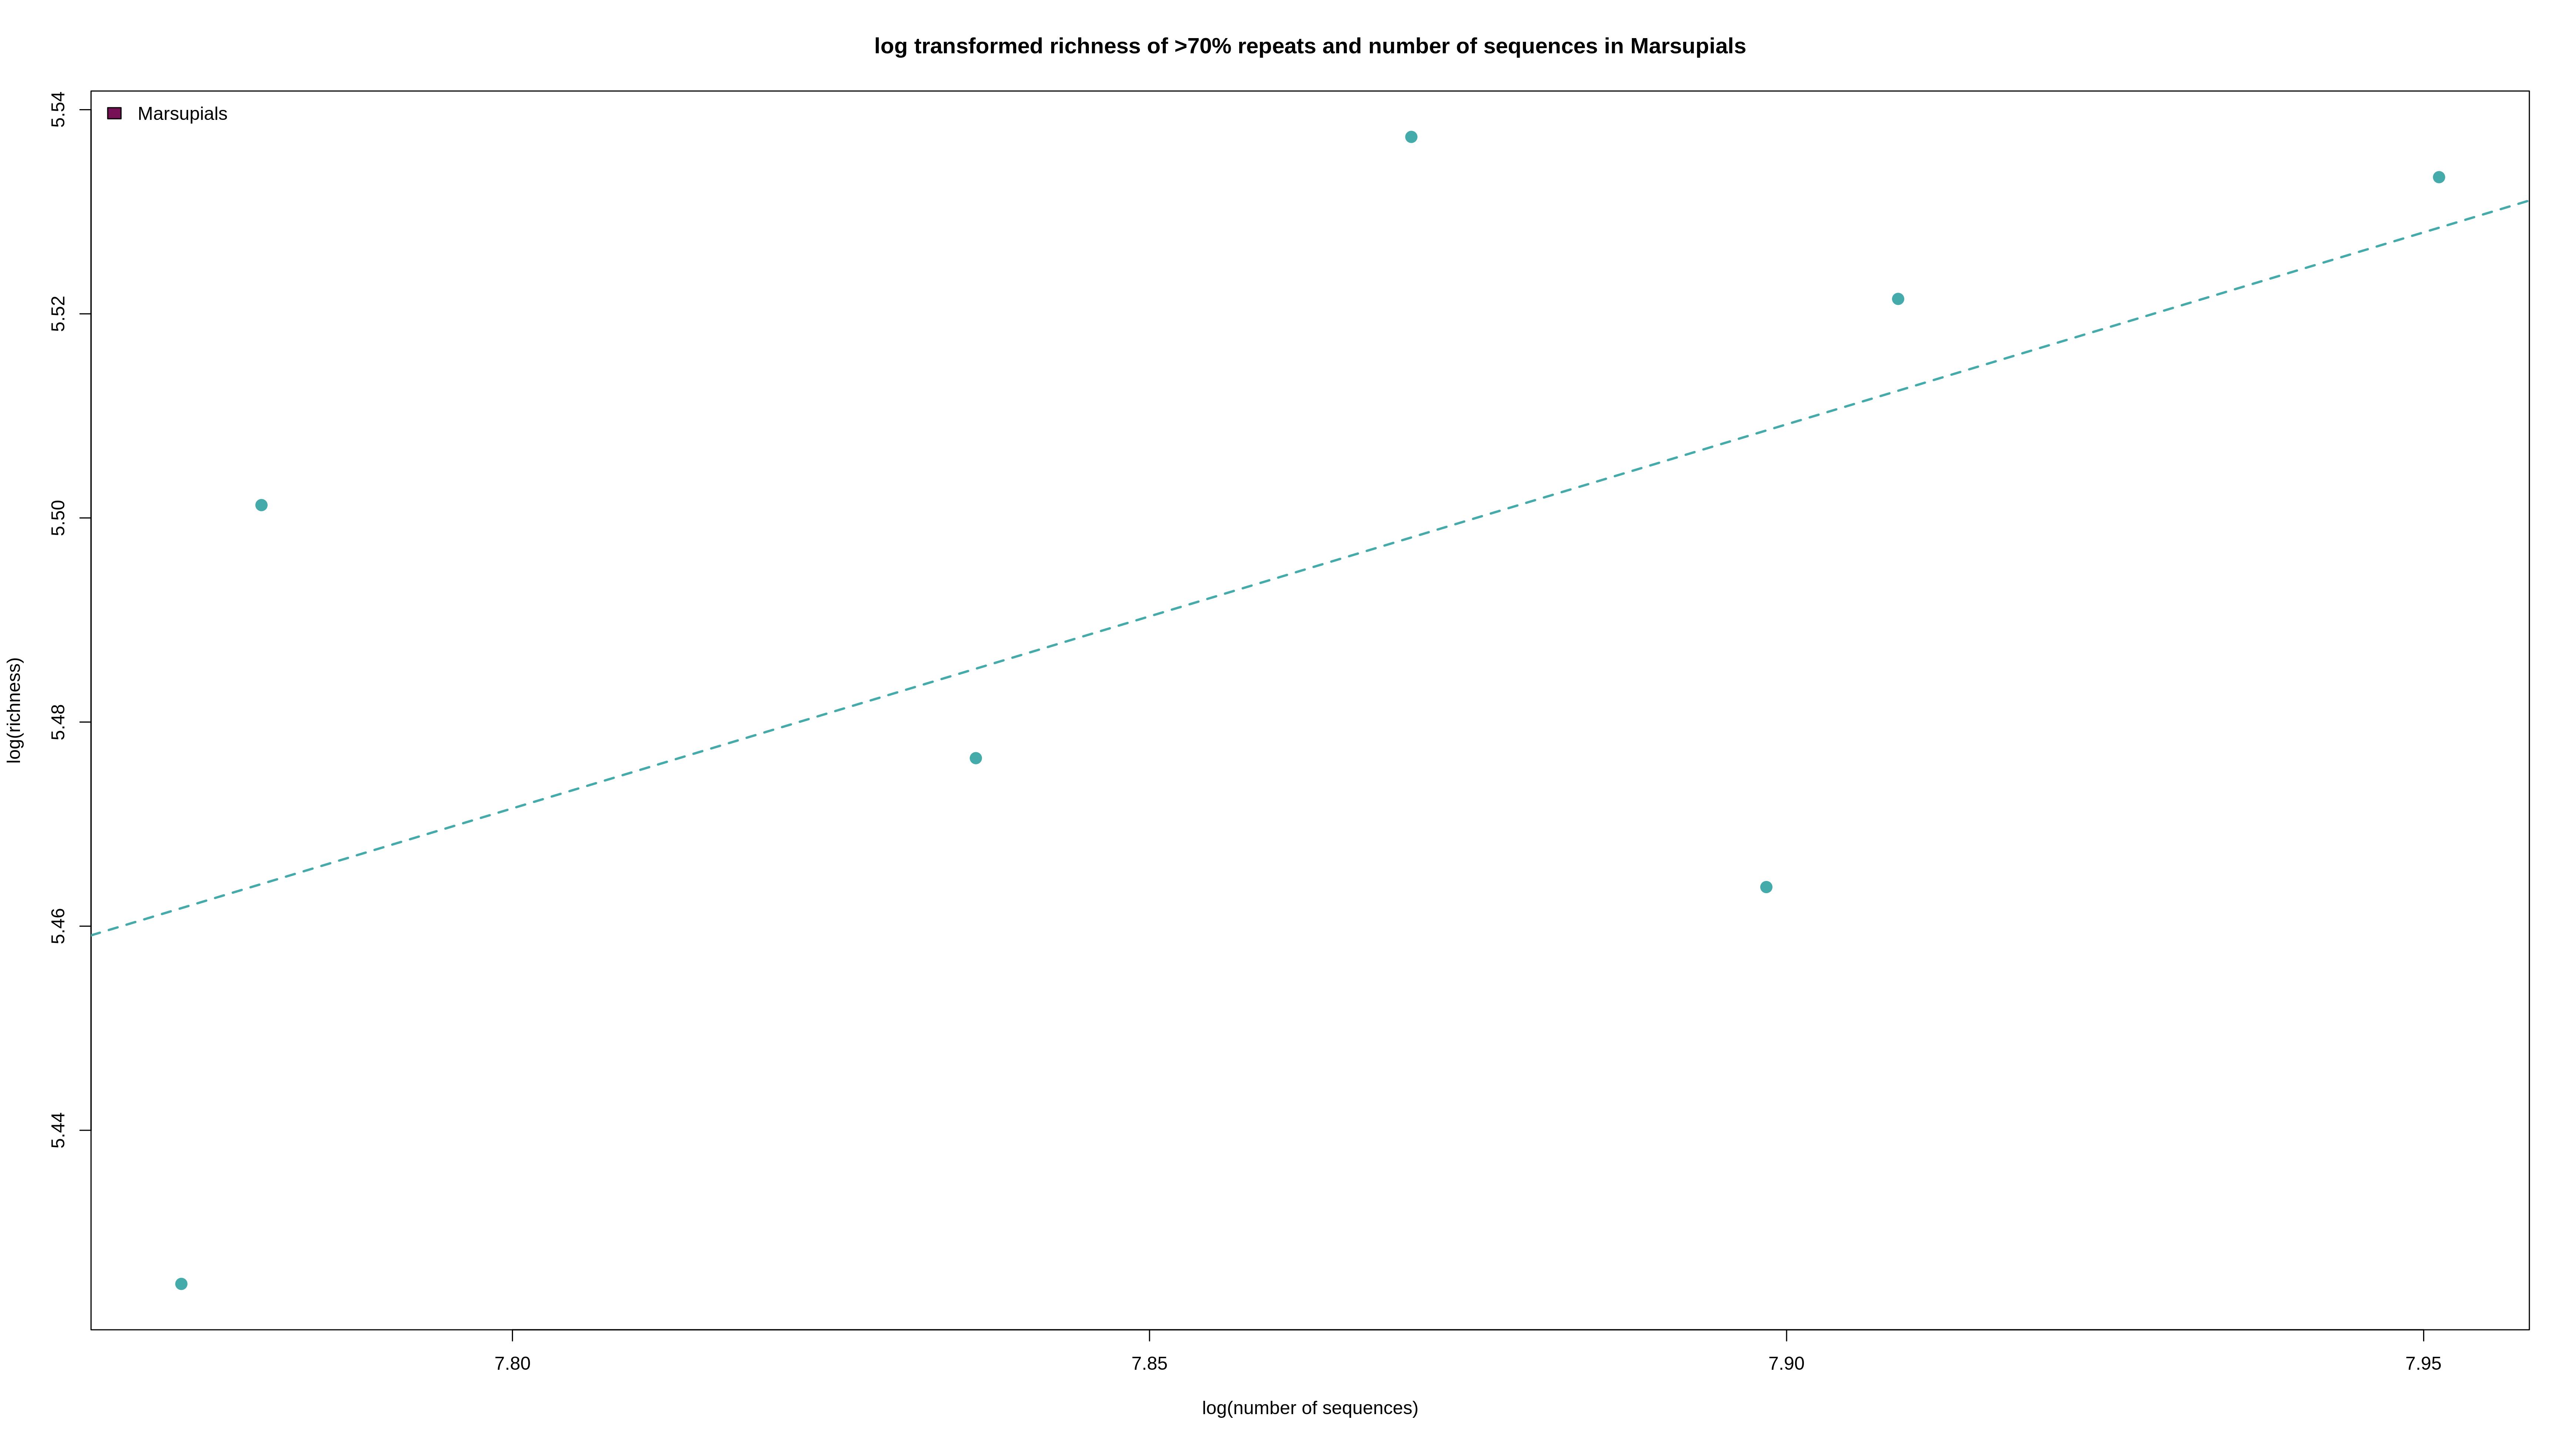 log transformed richness of >70% repeats and number of sequences in Marsupials
Marsupials
5.54
5.52
5.50
5.48
5.46
5.44
log(richness)
7.80 7.85 7.90 7.95
log(number of sequences)